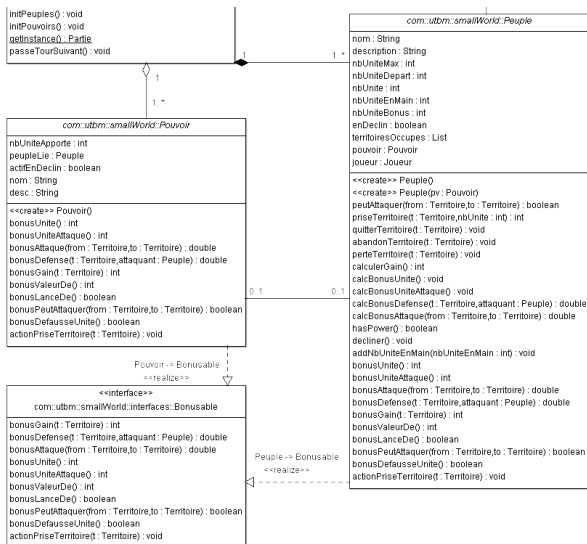 initPeuples() : void
initPouvoirs() : void
getInstance() : Partie
passeTourSuivant() : void
1
1..*
1
1..*
com::utbm::smallWorld::Pouvoir
nbUniteApporte : int
peupleLie : Peuple
actifEnDeclin : boolean
nom : String
desc : String
<<create>> Pouvoir()
bonusUnite() : int
bonusUniteAttaque() : int
bonusAttaque(from : Territoire,to : Territoire) : double
bonusDefense(t : Territoire,attaquant : Peuple) : double
bonusGain(t : Territoire) : int
bonusValeurDe() : int
bonusLanceDe() : boolean
bonusPeutAttaquer(from : Territoire,to : Territoire) : boolean
bonusDefausseUnite() : boolean
actionPriseTerritoire(t : Territoire) : void
0..1
0..1
Pouvoir -> Bonusable
<<realize>>
<<interface>>
com::utbm::smallWorld::interfaces::Bonusable
bonusGain(t : Territoire) : int
bonusDefense(t : Territoire,attaquant : Peuple) : double
bonusAttaque(from : Territoire,to : Territoire) : double
bonusUnite() : int
bonusUniteAttaque() : int
bonusValeurDe() : int
bonusLanceDe() : boolean
bonusPeutAttaquer(from : Territoire,to : Territoire) : boolean
bonusDefausseUnite() : boolean
actionPriseTerritoire(t : Territoire) : void
Peuple -> Bonusable
<<realize>>
com::utbm::smallWorld::Peuple
nom : String
description : String
nbUniteMax : int
nbUniteDepart : int
nbUnite : int
nbUniteEnMain : int
nbUniteBonus : int
enDeclin : boolean
territoiresOccupes : List
pouvoir : Pouvoir
joueur : Joueur
<<create>> Peuple()
<<create>> Peuple(pv : Pouvoir)
peutAttaquer(from : Territoire,to : Territoire) : boolean
priseTerritoire(t : Territoire,nbUnite : int) : int
quitterTerritoire(t : Territoire) : void
abandonTerritoire(t : Territoire) : void
perteTerritoire(t : Territoire) : void
calculerGain() : int
calcBonusUnite() : void
calcBonusUniteAttaque() : void
calcBonusDefense(t : Territoire,attaquant : Peuple) : double
calcBonusAttaque(from : Territoire,to : Territoire) : double
hasPower() : boolean
decliner() : void
addNbUniteEnMain(nbUniteEnMain : int) : void
bonusUnite() : int
bonusUniteAttaque() : int
bonusAttaque(from : Territoire,to : Territoire) : double
bonusDefense(t : Territoire,attaquant : Peuple) : double
bonusGain(t : Territoire) : int
bonusValeurDe() : int
bonusLanceDe() : boolean
bonusPeutAttaquer(from : Territoire,to : Territoire) : boolean
bonusDefausseUnite() : boolean
actionPriseTerritoire(t : Territoire) : void